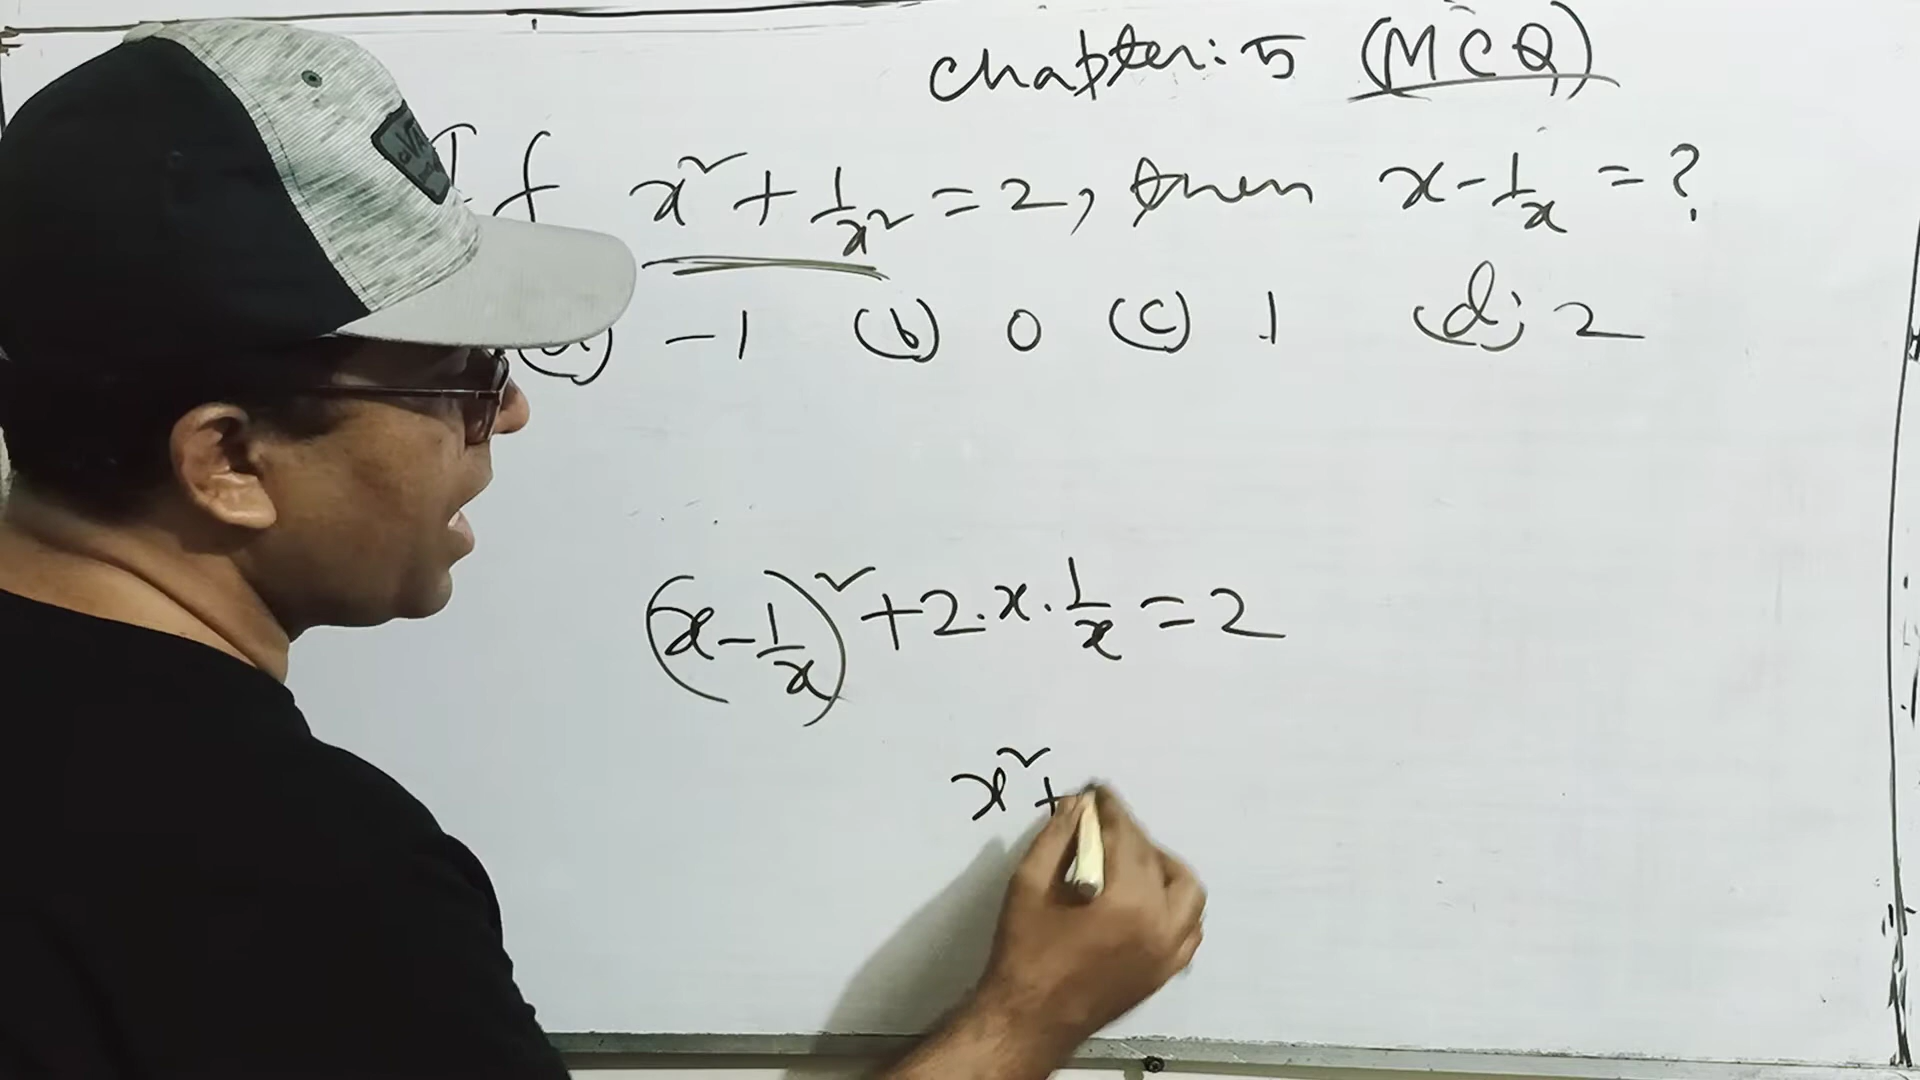 Chapter: 5 (MCQ)
If x² + 1/x² = 2, then x - 1/x = ?
(a) -1 (b) 0 (c) 1 (d) 2
(x - 1/x)² + 2·x·1/x = 2
x² +